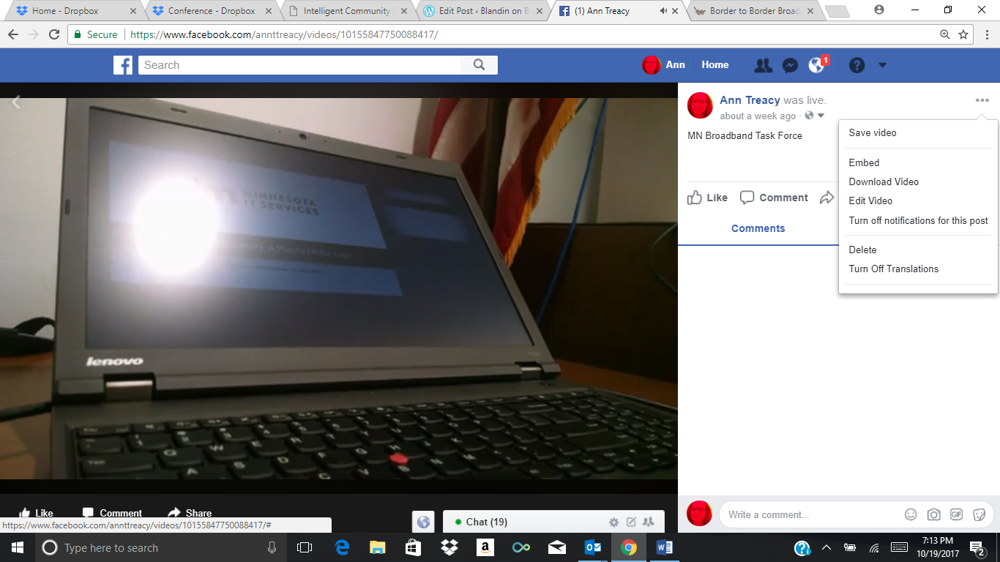 Home - Dropbox
Conference - Dropbox
Intelligent Community
Edit Post ‹ Blandin on B
(1) Ann Treacy
Border to Border Broad
Secure
https://www.facebook.com/annttreacy/videos/10155847750088417/
Search
Ann
Home
1
Ann Treacy was live.
about a week ago
MN Broadband Task Force
Save video
Embed
Download Video
Edit Video
Turn off notifications for this post
Delete
Turn Off Translations
Like
Comment
Comments
MINNESOTA
IT SERVICES
lenovo
Like
Comment
Share
https://www.facebook.com/annttreacy/videos/10155847750088417/#
Chat (19)
Write a comment...
GIF
Type here to search
7:13 PM
10/19/2017
2